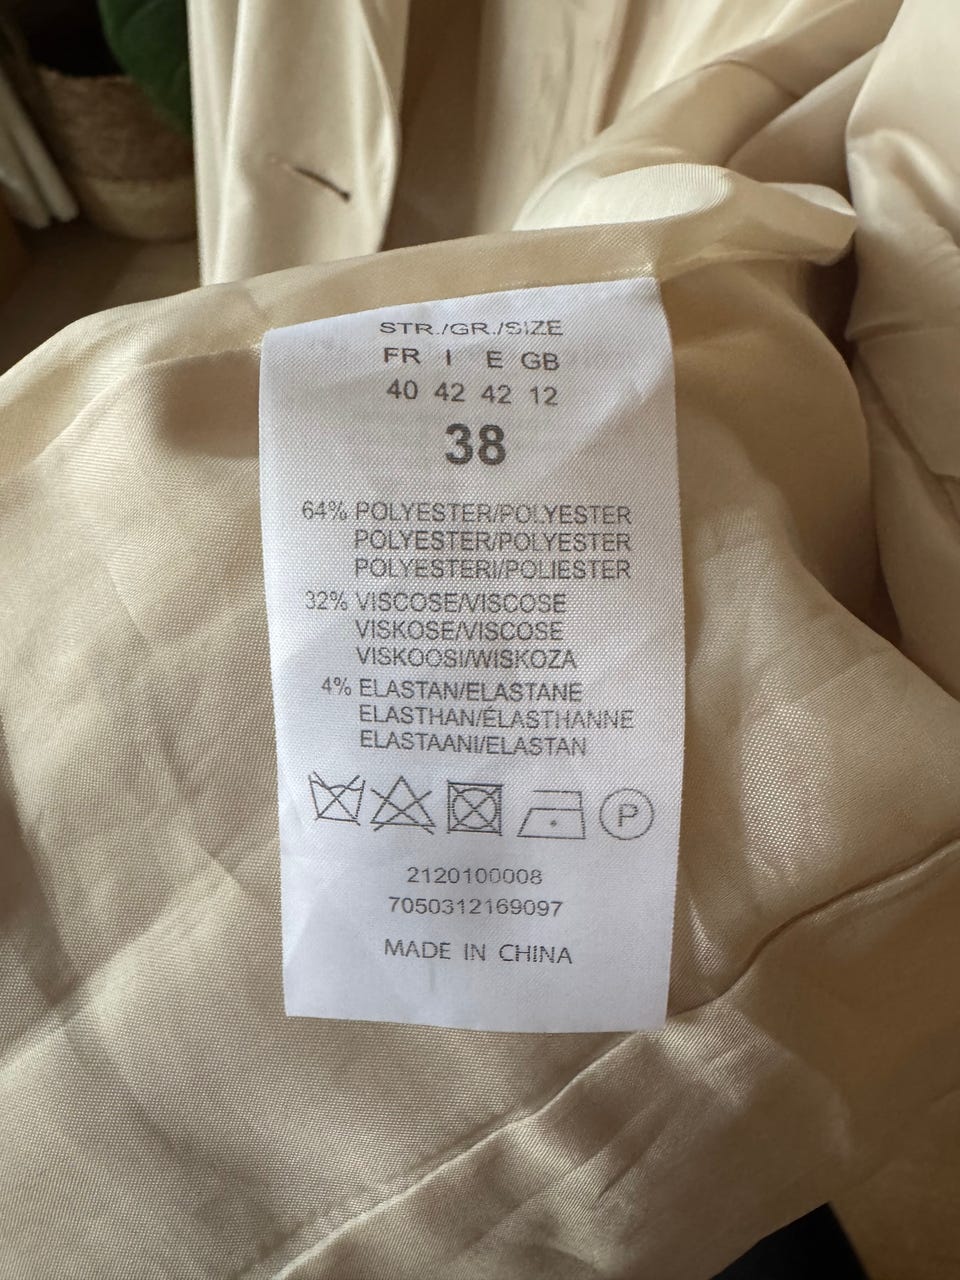 STR./GR./SIZE
FR I E GB
40 42 42 12
38
64% POLYESTER/POLYESTER
POLYESTER/POLYESTER
POLYESTERI/POLIESTER
32% VISCOSE/VISCOSE
VISKOSE/VISCOSE
VISKOOSI/WISKOZA
4% ELASTAN/ELASTANE
ELASTHAN/ÉLASTHANNE
ELASTAANI/ELASTAN
P
2120100008
7050312169097
MADE IN CHINA